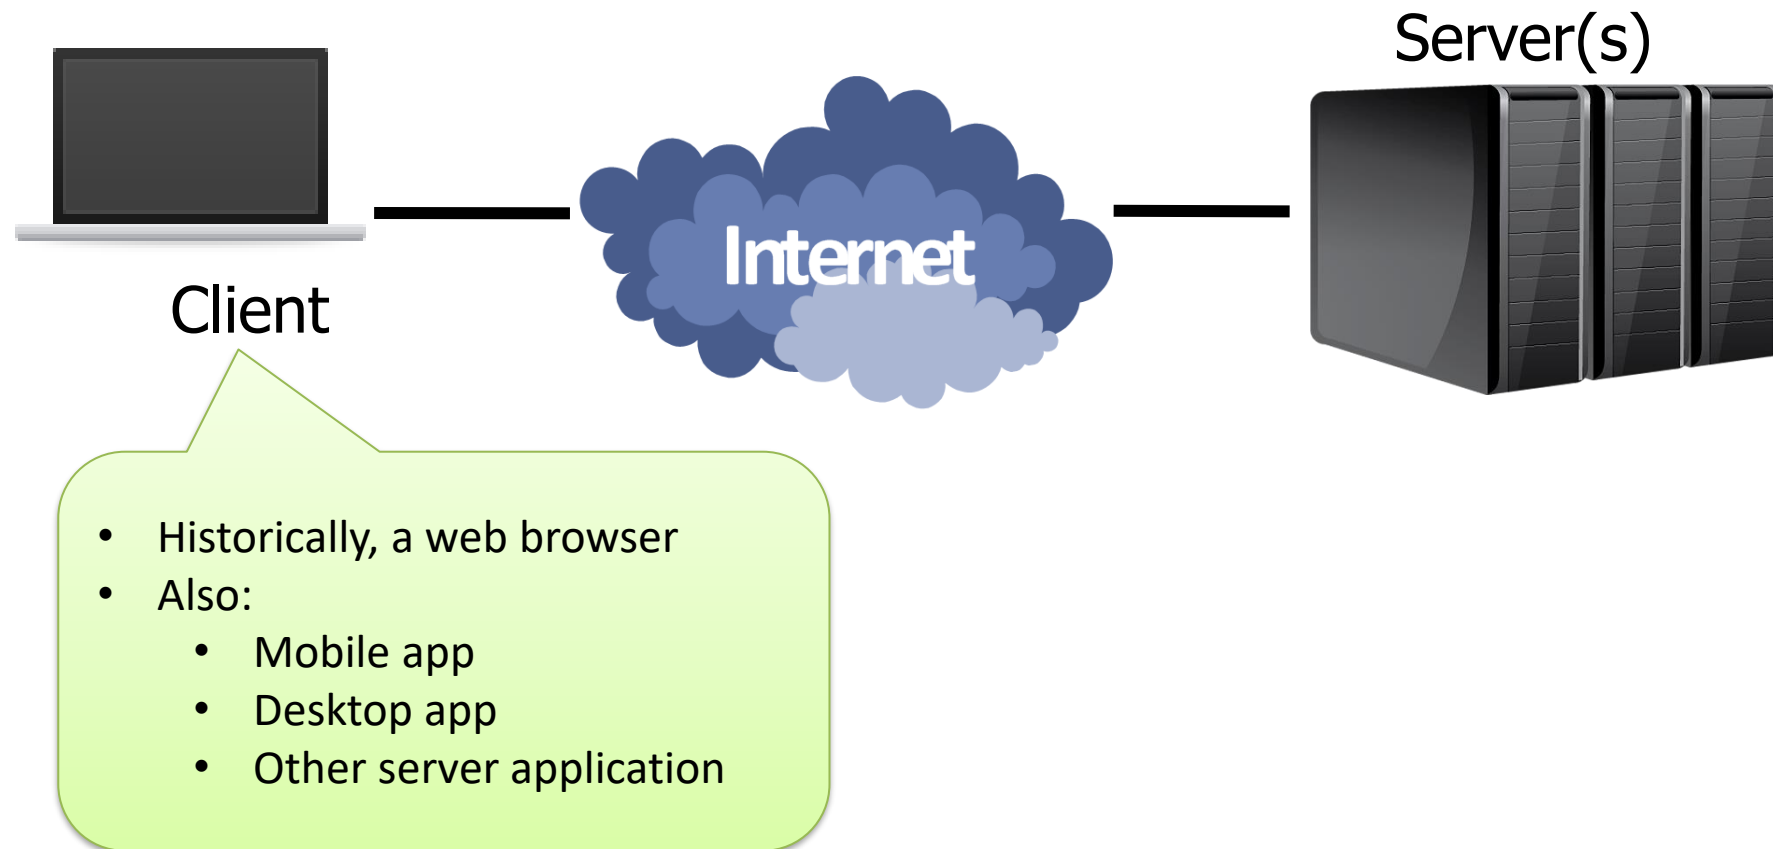 Server(s)
Internet
Client
• Historically, a web browser
• Also:
• Mobile app
• Desktop app
• Other server application